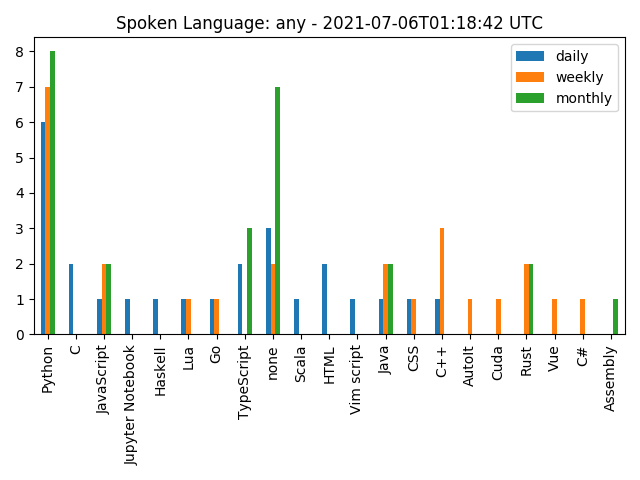 Spoken Language: any - 2021-07-06T01:18:42 UTC
daily
weekly
monthly
8
7
6
5
4
3
2
1
0
Python
C
JavaScript
Jupyter Notebook
Haskell
Lua
Go
TypeScript
none
Scala
HTML
Vim script
Java
CSS
C++
AutoIt
Cuda
Rust
Vue
C#
Assembly